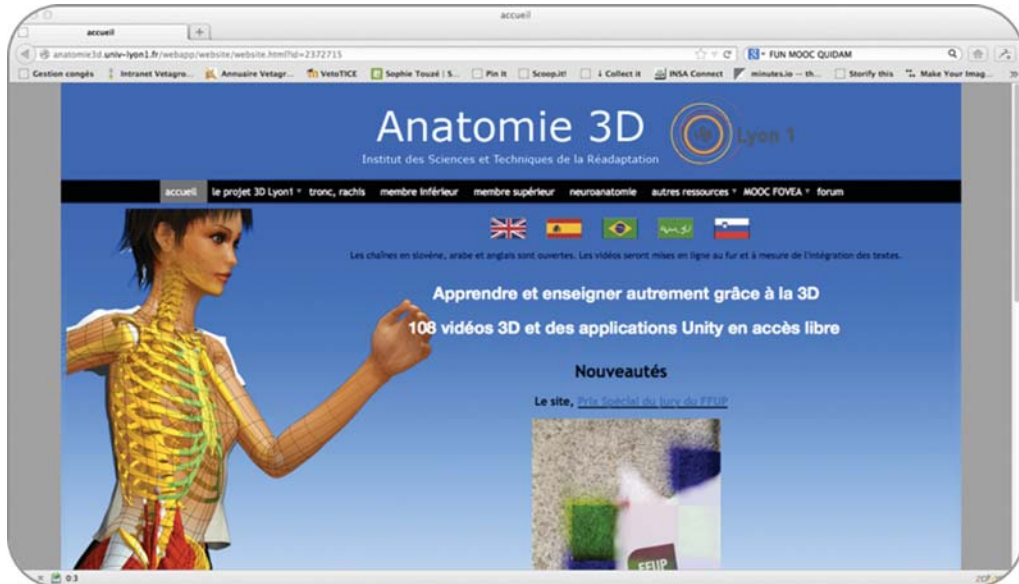 accueil
accueil
anatomie3d.univ-lyon1.fr/webapp/website/website.html?id=2372715
FUN MOOC QUIDAM
Gestion congés Intranet Vetagro... Annuaire Vetagr... VetoTICE Sophie Touzé | S... Pin It Scoop.it! Collect it INSA Connect minutes.io -- th... Storify this Make Your Imag...
Anatomie 3D Lyon 1
Institut des Sciences et Techniques de la Réadaptation
accueil le projet 3D Lyon1 tronc, rachis membre inférieur membre supérieur neuroanatomie autres ressources MOOC FOVEA forum
Les chaînes en slovène, arabe et anglais sont ouvertes. Les vidéos seront mises en ligne au fur et à mesure de l'intégration des textes.
Apprendre et enseigner autrement grâce à la 3D
108 vidéos 3D et des applications Unity en accès libre
Nouveautés
Le site, Prix Spécial du Jury du FFUP
FFUP
0:3